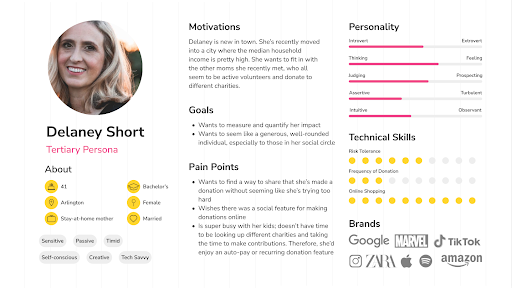 Delaney Short
Tertiary Persona
About
41
Bachelor's
Arlington
Female
Stay-at-home mother
Married
Sensitive
Passive
Timid
Self-conscious
Creative
Tech Savvy
Motivations
Delaney is new in town. She's recently moved
into a city where the median household
income is pretty high. She wants to fit in with
the other moms she recently met, who all
seem to be active volunteers and donate to
different charities.
Goals
Wants to measure and quantify her impact
Wants to seem like a generous, well-rounded
individual, especially to those in her social circle
Pain Points
Wants to find a way to share that she's made a
donation without seeming like she's trying too
hard
Wishes there was a social feature for making
donations online
Is super busy with her kids; doesn't have time
to be looking up different charities and taking
the time to make contributions. Therefore, she'd
enjoy an auto-pay or recurring donation feature
Personality
Introvert
Extrovert
Thinking
Feeling
Judging
Prospecting
Assertive
Turbulent
Intuitive
Observant
Technical Skills
Risk Tolerance
Frequency of Donation
Online Shopping
Brands
Google
MARVEL
TikTok
ZARA
amazon